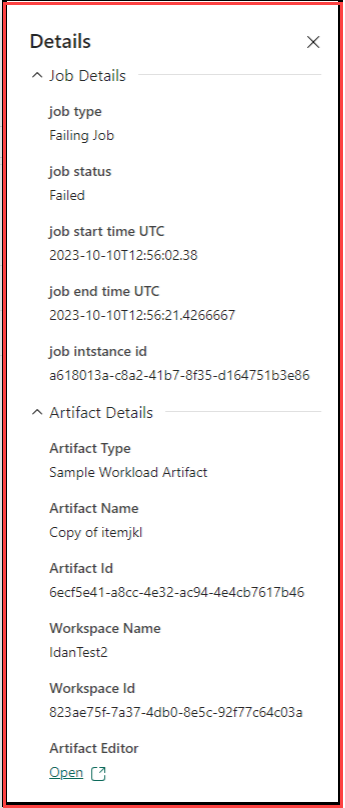 Details
Job Details
job type
Failing Job
job status
Failed
job start time UTC
2023-10-10T12:56:02.38
job end time UTC
2023-10-10T12:56:21.4266667
job intstance id
a618013a-c8a2-41b7-8f35-d164751b3e86
Artifact Details
Artifact Type
Sample Workload Artifact
Artifact Name
Copy of itemjkl
Artifact Id
6ecf5e41-a8cc-4e32-ac94-4e4cb7617b46
Workspace Name
IdanTest2
Workspace Id
823ae75f-7a37-4db0-8e5c-92f77c64c03a
Artifact Editor
Open